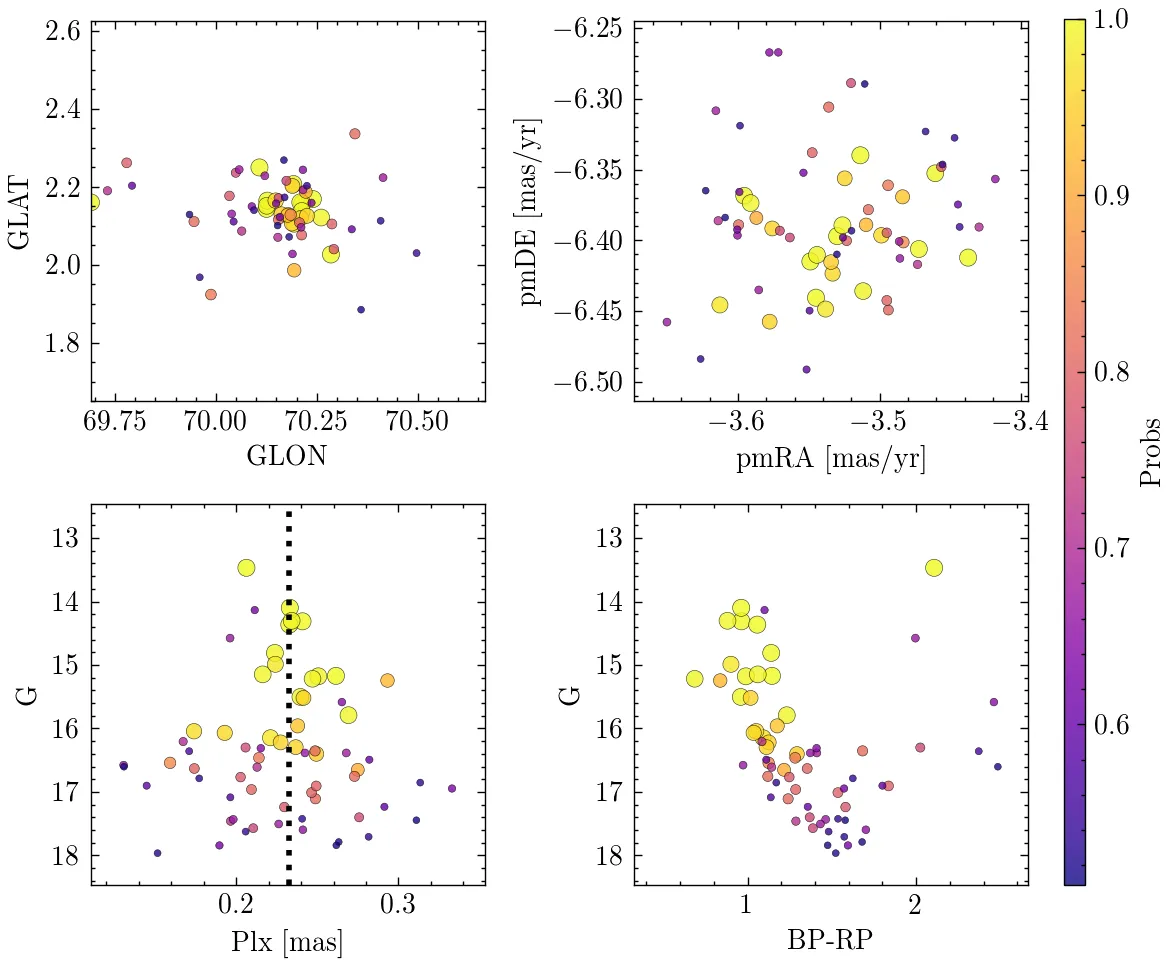 2.6
2.4
2.2
2.0
1.8
GLAT
69.75 70.00 70.25 70.50
GLON
−6.25
−6.30
−6.35
−6.40
−6.45
−6.50
pmDE [mas/yr]
−3.6 −3.5 −3.4
pmRA [mas/yr]
13
14
15
16
17
18
G
0.2 0.3
Plx [mas]
13
14
15
16
17
18
G
1 2
BP-RP
1.0
0.9
0.8
0.7
0.6
Probs